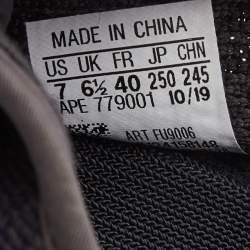 MADE IN CHINA
US UK FR JP CHN
7 6½ 40 250 245
APE 779001 10/19
ART FU9006